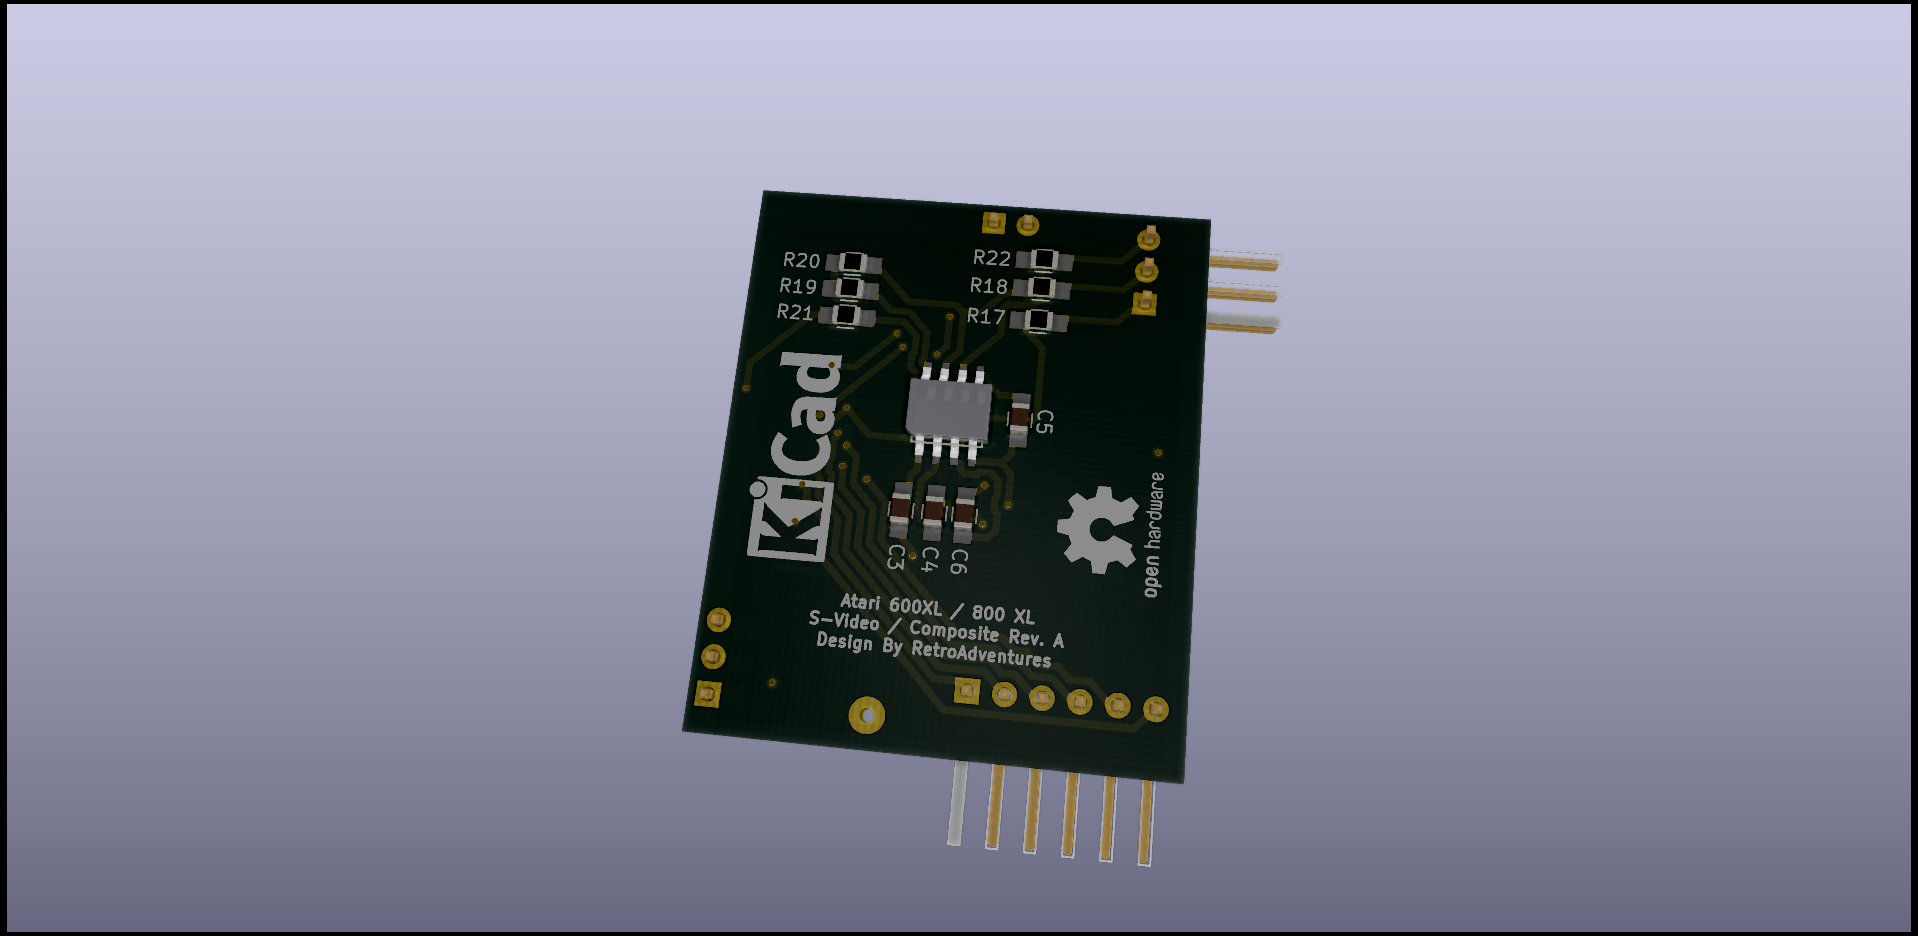 R20
R22
R19
R18
R21
R17
KiCad
C5
open hardware
C3
C4
C6
Atari 600XL / 800 XL
S-Video / Composite Rev. A
Design By RetroAdventures